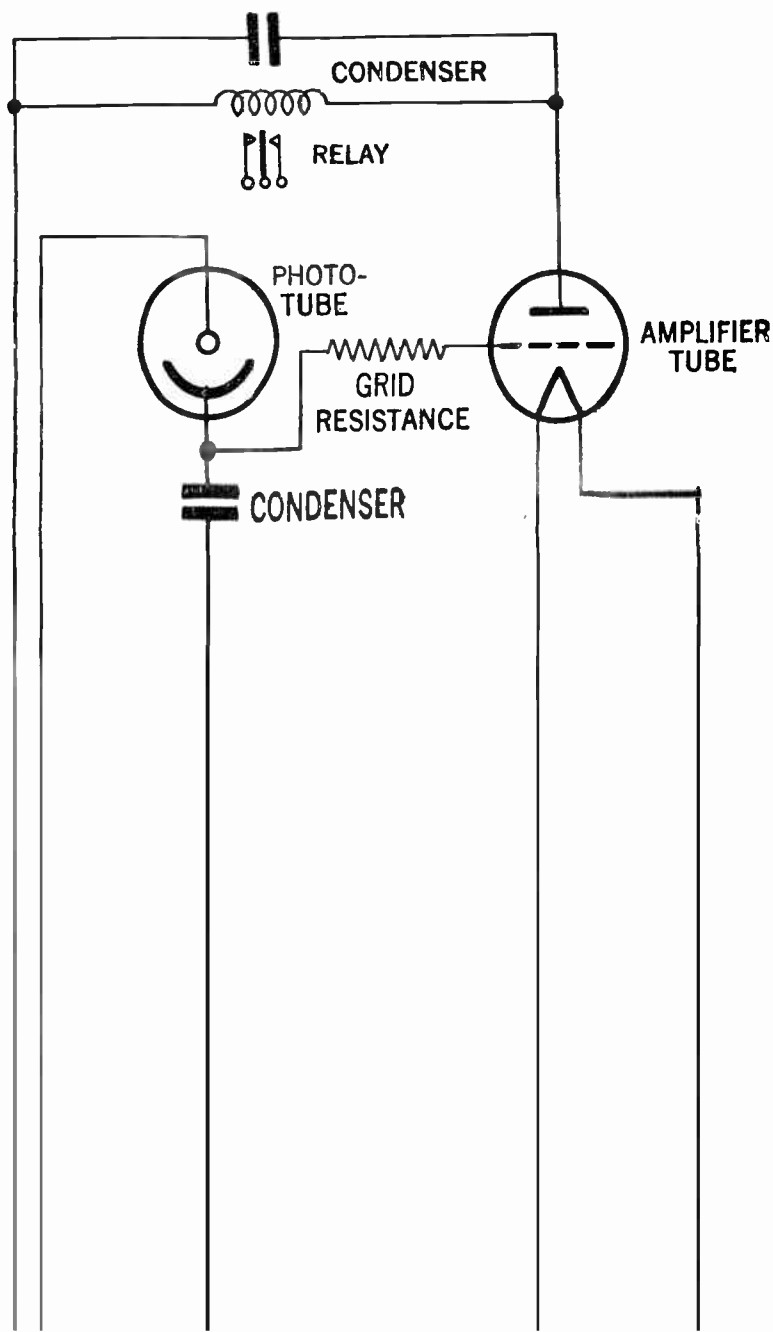 CONDENSER
RELAY
PHOTO-
TUBE
AMPLIFIER
TUBE
GRID
RESISTANCE
CONDENSER